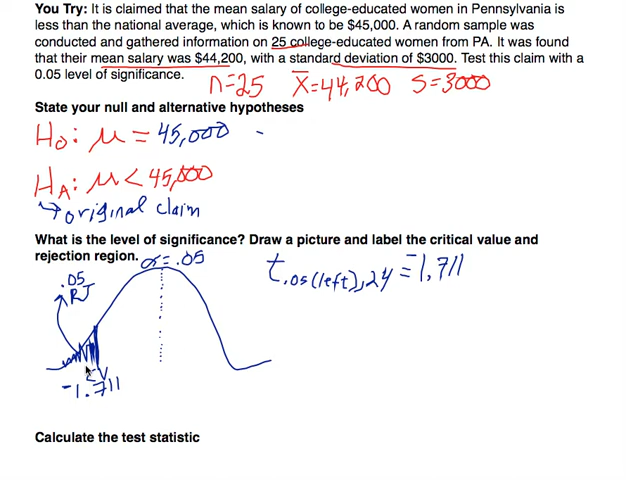 You Try: It is claimed that the mean salary of college-educated women in Pennsylvania is
less than the national average, which is known to be $45,000. A random sample was
conducted and gathered information on 25 college-educated women from PA. It was found
that their mean salary was $44,200, with a standard deviation of $3000. Test this claim with a
0.05 level of significance.
n=25 x̅=44,200 s=3000
State your null and alternative hypotheses
H₀: μ = 45,000
Hₐ: μ < 45,000
↳ original claim
What is the level of significance? Draw a picture and label the critical value and
rejection region.
α=.05
t.05(left),24 = -1.711
.05
RJ
CV
-1.711
Calculate the test statistic